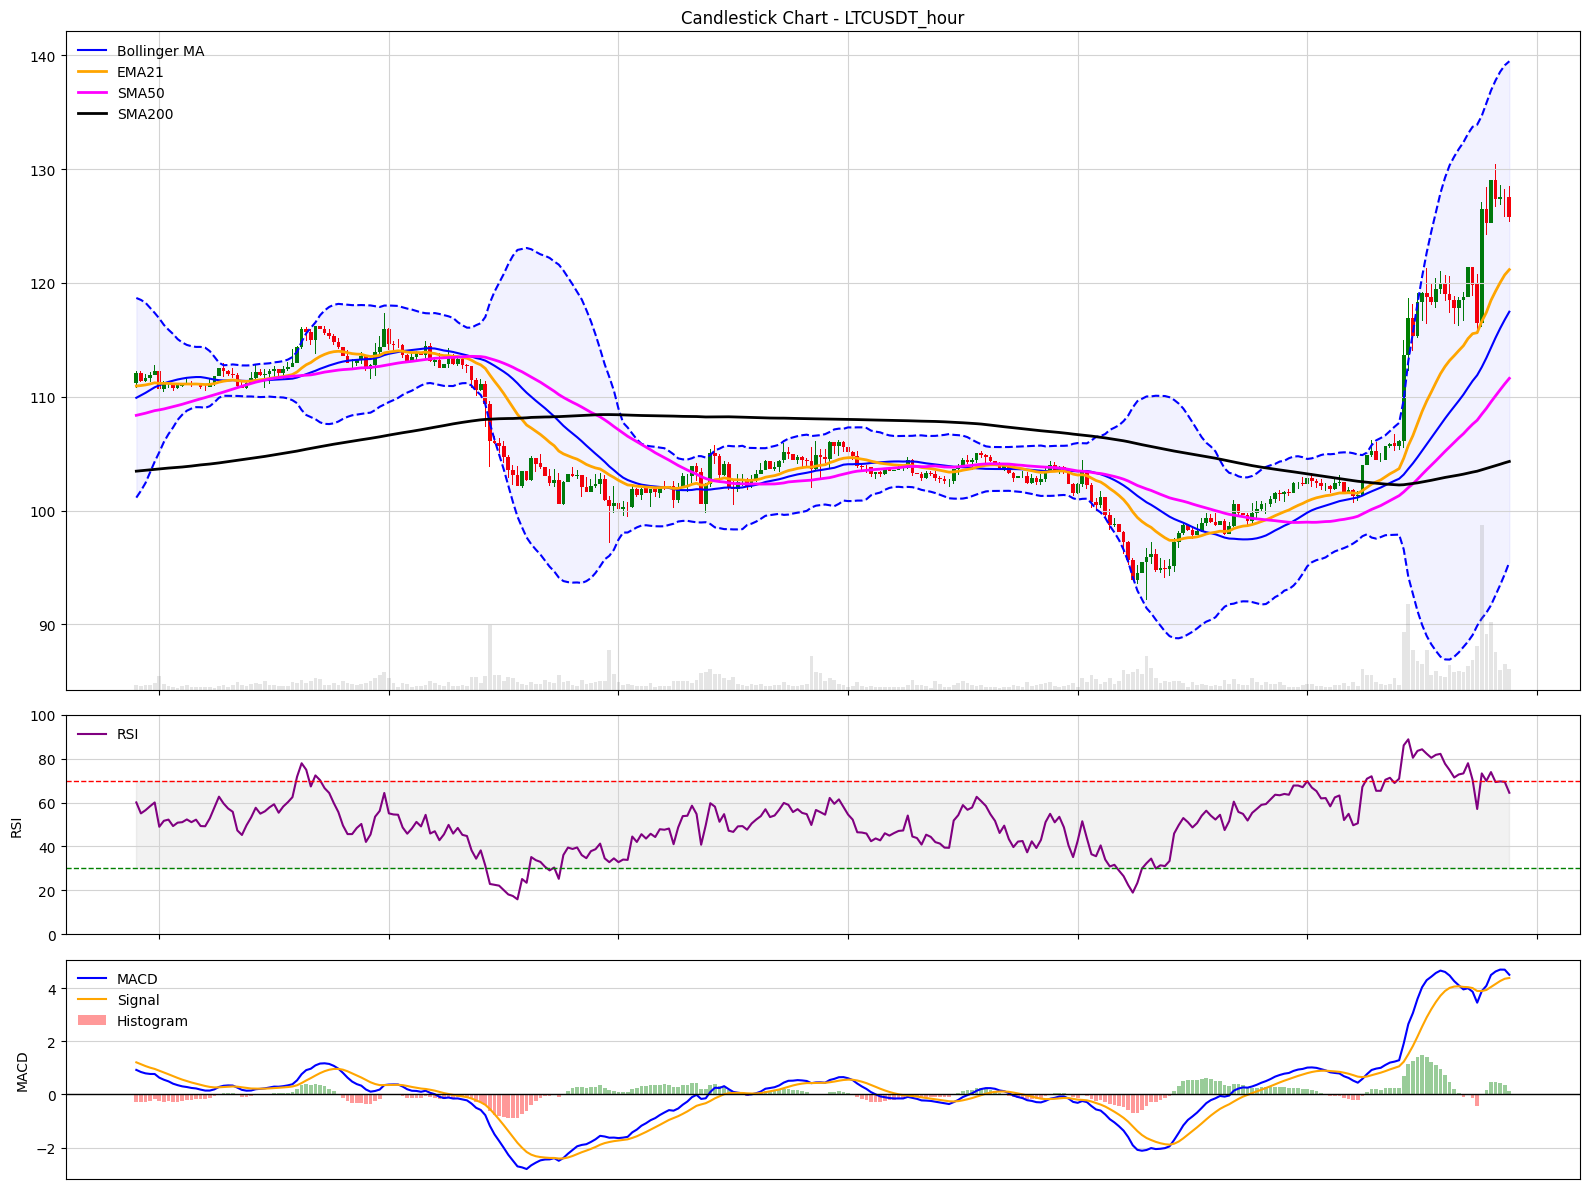 Candlestick Chart - LTCUSDT_hour
140
130
120
110
100
90
Bollinger MA
EMA21
SMA50
SMA200
100
80
60
40
20
0
RSI
RSI
4
2
0
−2
MACD
MACD
Signal
Histogram